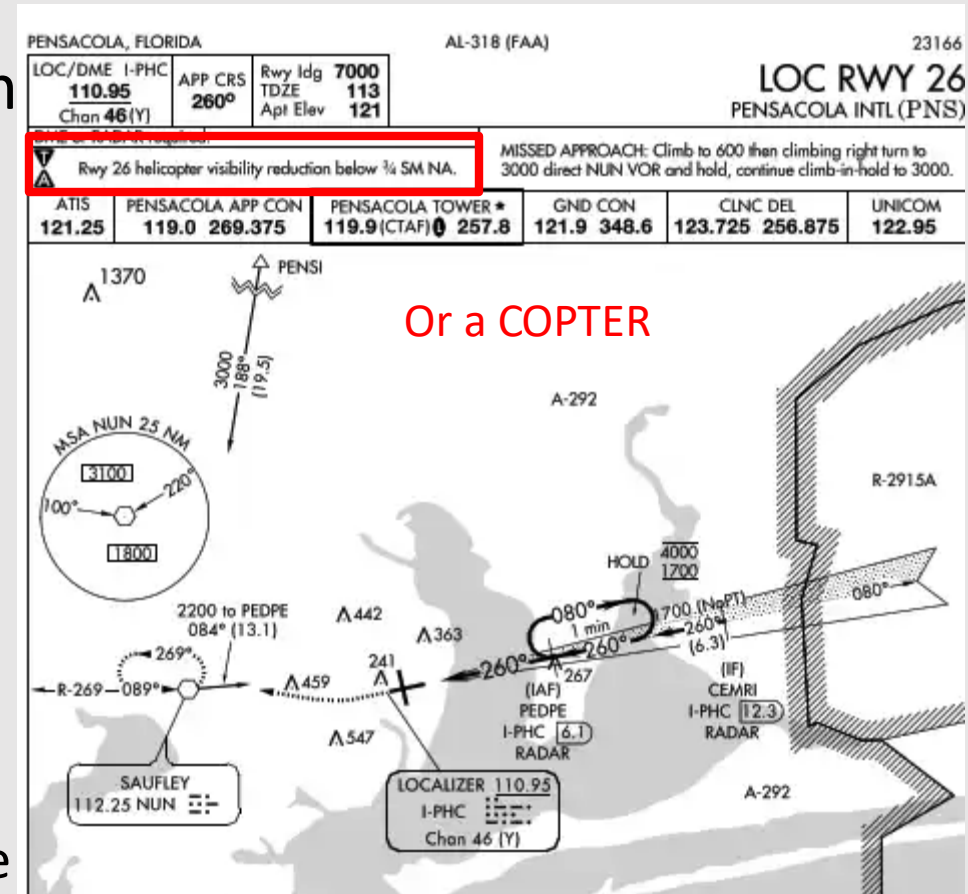 n
e
PENSACOLA, FLORIDA AL-318 (FAA) 23166
LOC/DME I-PHC
110.95
Chan 46 (Y)
APP CRS
260°
Rwy ldg 7000
TDZE 113
Apt Elev 121
LOC RWY 26
PENSACOLA INTL (PNS)
T
A
Rwy 26 helicopter visibility reduction below ¾ SM NA.
MISSED APPROACH: Climb to 600 then climbing right turn to
3000 direct NUN VOR and hold, continue climb-in-hold to 3000.
ATIS
121.25
PENSACOLA APP CON
119.0 269.375
PENSACOLA TOWER ★
119.9 (CTAF) L 257.8
GND CON
121.9 348.6
CLNC DEL
123.725 256.875
UNICOM
122.95
1370
PENSI
Or a COPTER
3000
188°
(19.5)
A-292
MSA NUN 25 NM
3100
220°
100°
1800
R-2915A
HOLD
4000
1700
2200 to PEDPE
084° (13.1)
442
363
080°
1 min
260°
1700 (NoPT)
260°
(6.3)
080°
269°
R-269
089°
459
241
260°
267
547
(IAF)
PEDPE
I-PHC 6.1
RADAR
(IF)
CEMRI
I-PHC 12.3
RADAR
SAUFLEY
112.25 NUN
LOCALIZER 110.95
I-PHC
Chan 46 (Y)
A-292